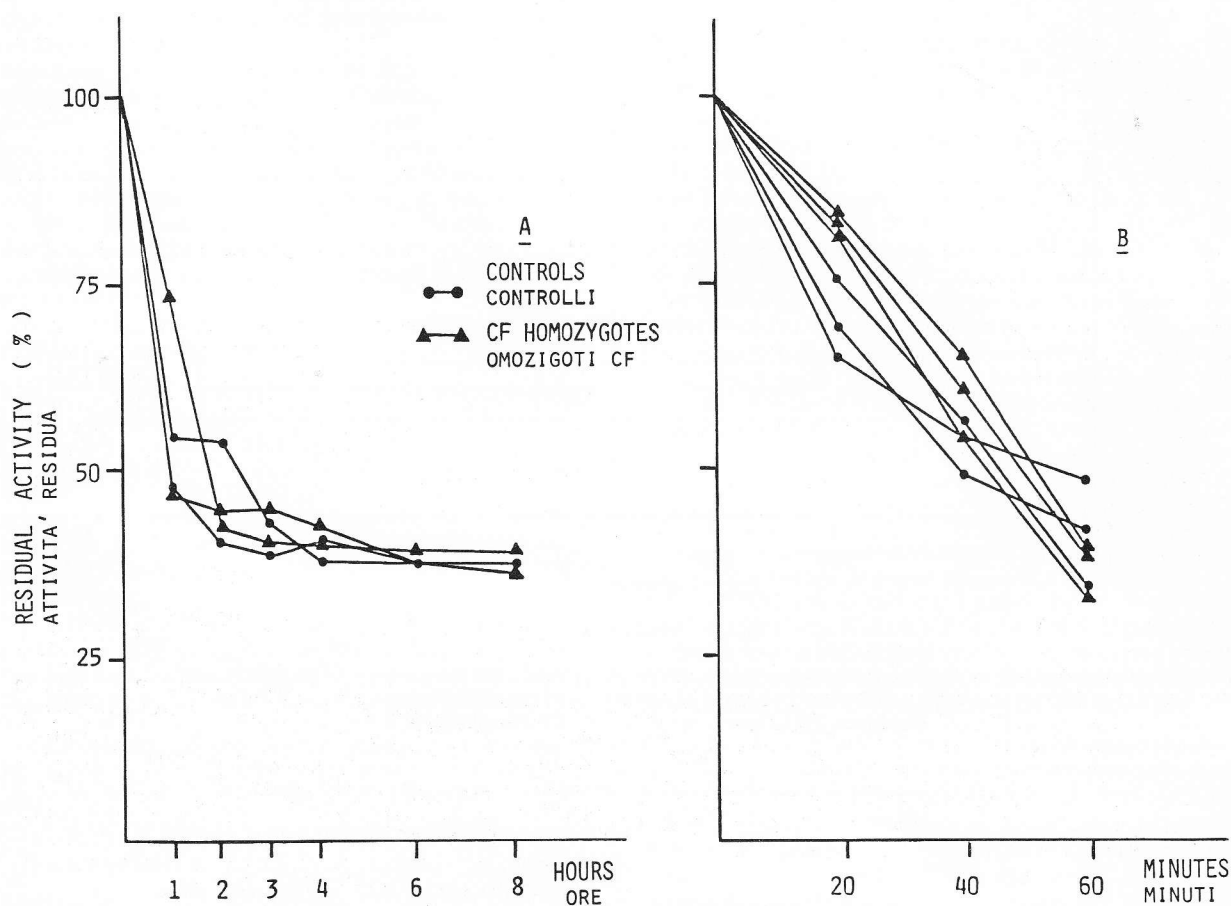 RESIDUAL ACTIVITY ( % )
ATTIVITA' RESIDUA
100
75
50
25
A
CONTROLS
CONTROLLI
CF HOMOZYGOTES
OMOZIGOTI CF
1 2 3 4 6 8 HOURS
ORE
B
20 40 60 MINUTES
MINUTI